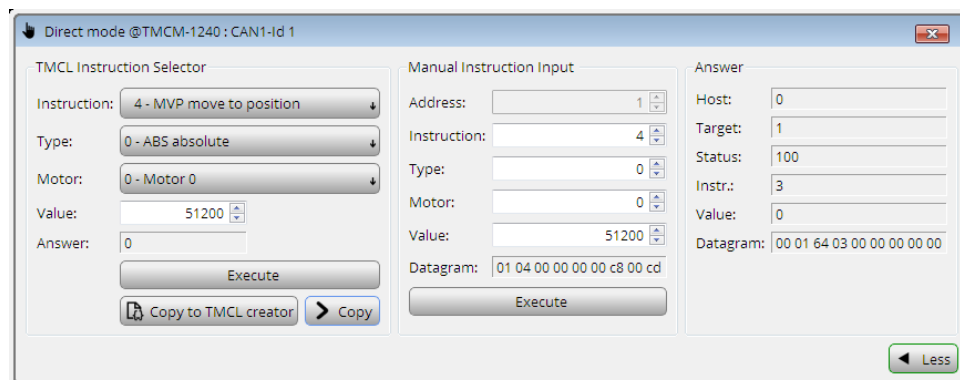 Direct mode @TMCM-1240 : CAN1-Id 1
TMCL Instruction Selector
Instruction: 4 - MVP move to position
Type: 0 - ABS absolute
Motor: 0 - Motor 0
Value: 51200
Answer: 0
Execute
Copy to TMCL creator
Copy
Manual Instruction Input
Address: 1
Instruction: 4
Type: 0
Motor: 0
Value: 51200
Datagram: 01 04 00 00 00 00 c8 00 cd
Execute
Answer
Host: 0
Target: 1
Status: 100
Instr.: 3
Value: 0
Datagram: 00 01 64 03 00 00 00 00 00
Less